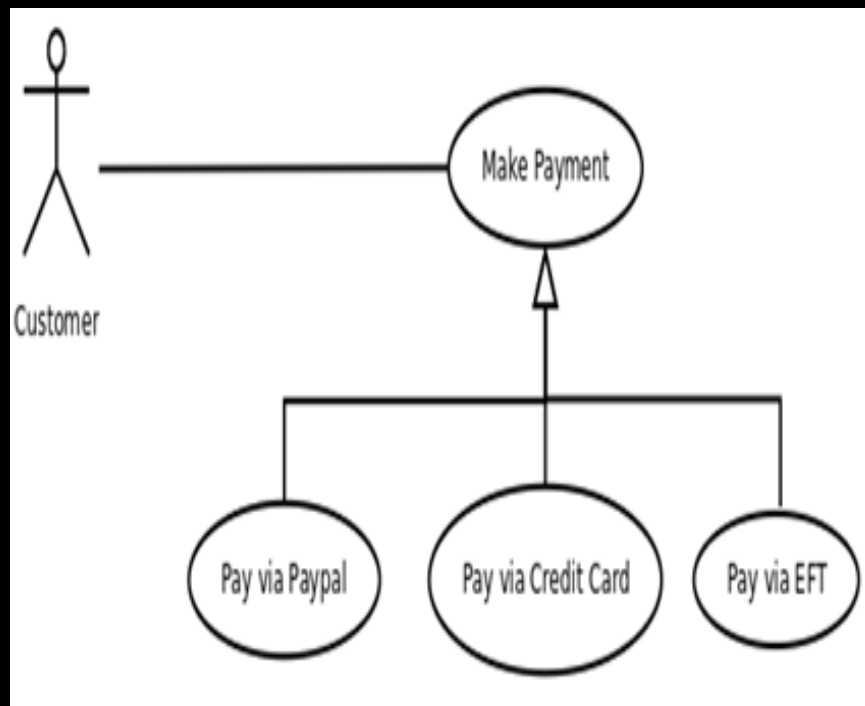 Make Payment
Customer
Pay via Paypal
Pay via Credit Card
Pay via EFT